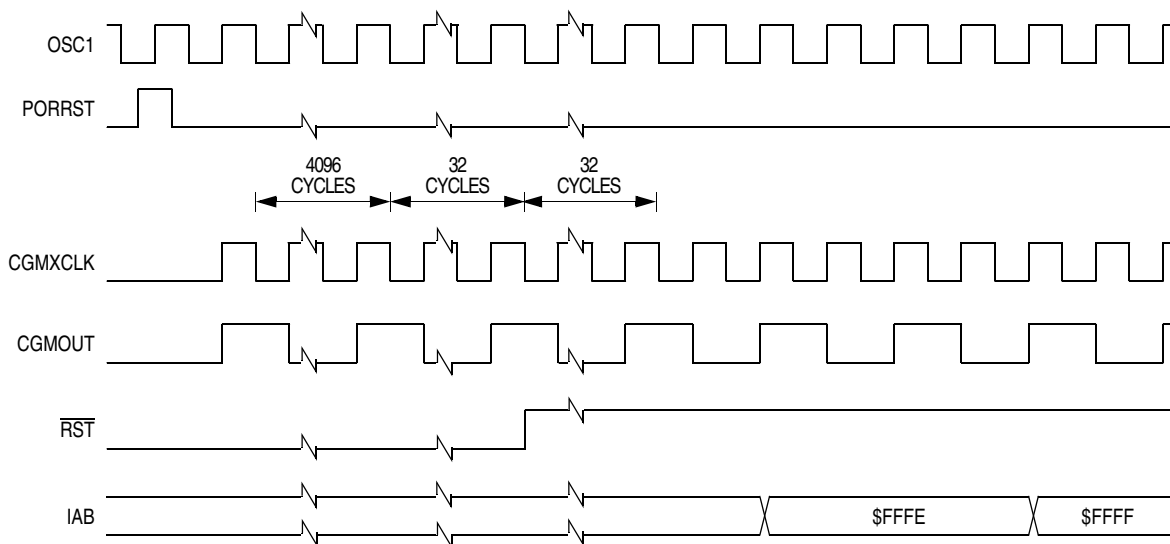 OSC1
PORRST
4096
CYCLES
32
CYCLES
32
CYCLES
CGMXCLK
CGMOUT
RST
IAB
$FFFE
$FFFF